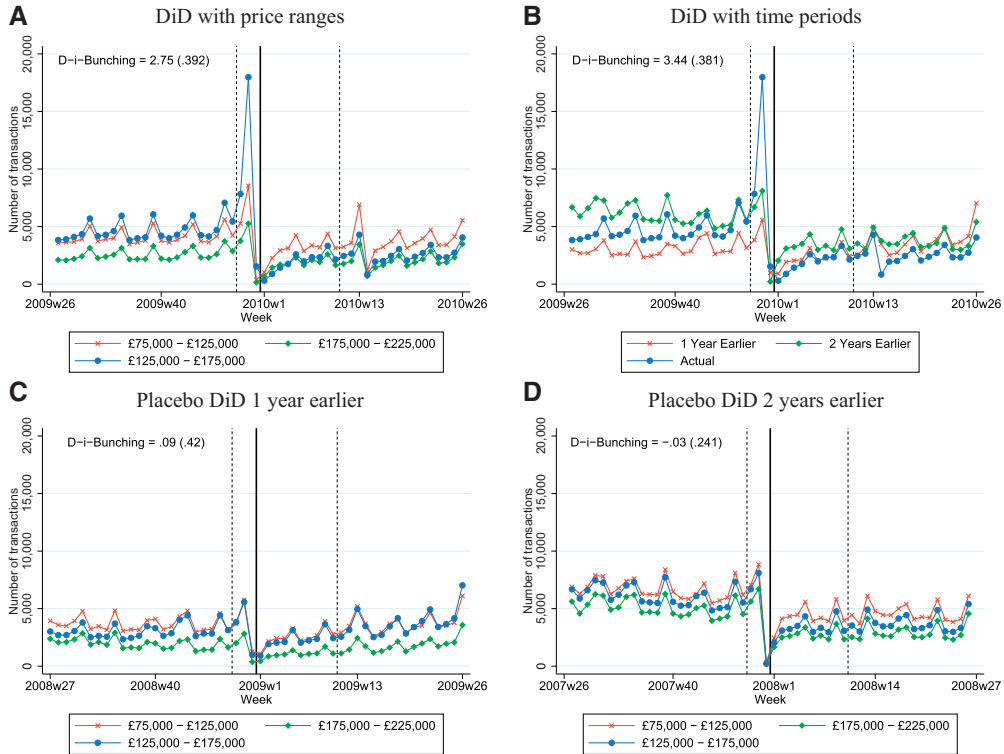 A
DiD with price ranges
D-i-Bunching = 2.75 (.392)
Number of transactions
20,000
15,000
10,000
5,000
0
2009w26
2009w40
2010w1
2010w13
2010w26
Week
£75,000 – £125,000
£175,000 – £225,000
£125,000 – £175,000
B
DiD with time periods
D-i-Bunching = 3.44 (.381)
Number of transactions
20,000
15,000
10,000
5,000
0
2009w26
2009w40
2010w1
2010w13
2010w26
Week
1 Year Earlier
2 Years Earlier
Actual
C
Placebo DiD 1 year earlier
D-i-Bunching = .09 (.42)
Number of transactions
20,000
15,000
10,000
5,000
0
2008w27
2008w40
2009w1
2009w13
2009w26
Week
£75,000 – £125,000
£175,000 – £225,000
£125,000 – £175,000
D
Placebo DiD 2 years earlier
D-i-Bunching = -.03 (.241)
Number of transactions
20,000
15,000
10,000
5,000
0
2007w26
2007w40
2008w1
2008w14
2008w27
Week
£75,000 – £125,000
£175,000 – £225,000
£125,000 – £175,000